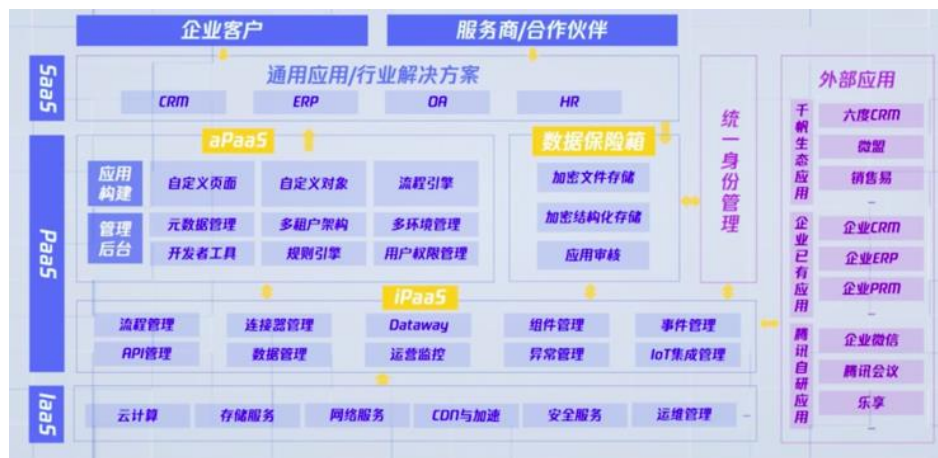 企业客户
服务商/合作伙伴
SaaS
通用应用/行业解决方案
CRM
ERP
OA
HR
PaaS
aPaaS
应用
构建
自定义页面
自定义对象
流程引擎
管理
后台
元数据管理
多租户架构
多环境管理
开发者工具
规则引擎
用户权限管理
数据保险箱
加密文件存储
加密结构化存储
应用审核
统一身份管理
iPaaS
流程管理
连接器管理
Dataway
组件管理
事件管理
API管理
数据管理
运营监控
异常管理
IoT集成管理
IaaS
云计算
存储服务
网络服务
CDN与加速
安全服务
运维管理
外部应用
千帆生态应用
六度CRM
微盟
销售易
企业已有应用
企业CRM
企业ERP
企业PRM
腾讯自研应用
企业微信
腾讯会议
乐享